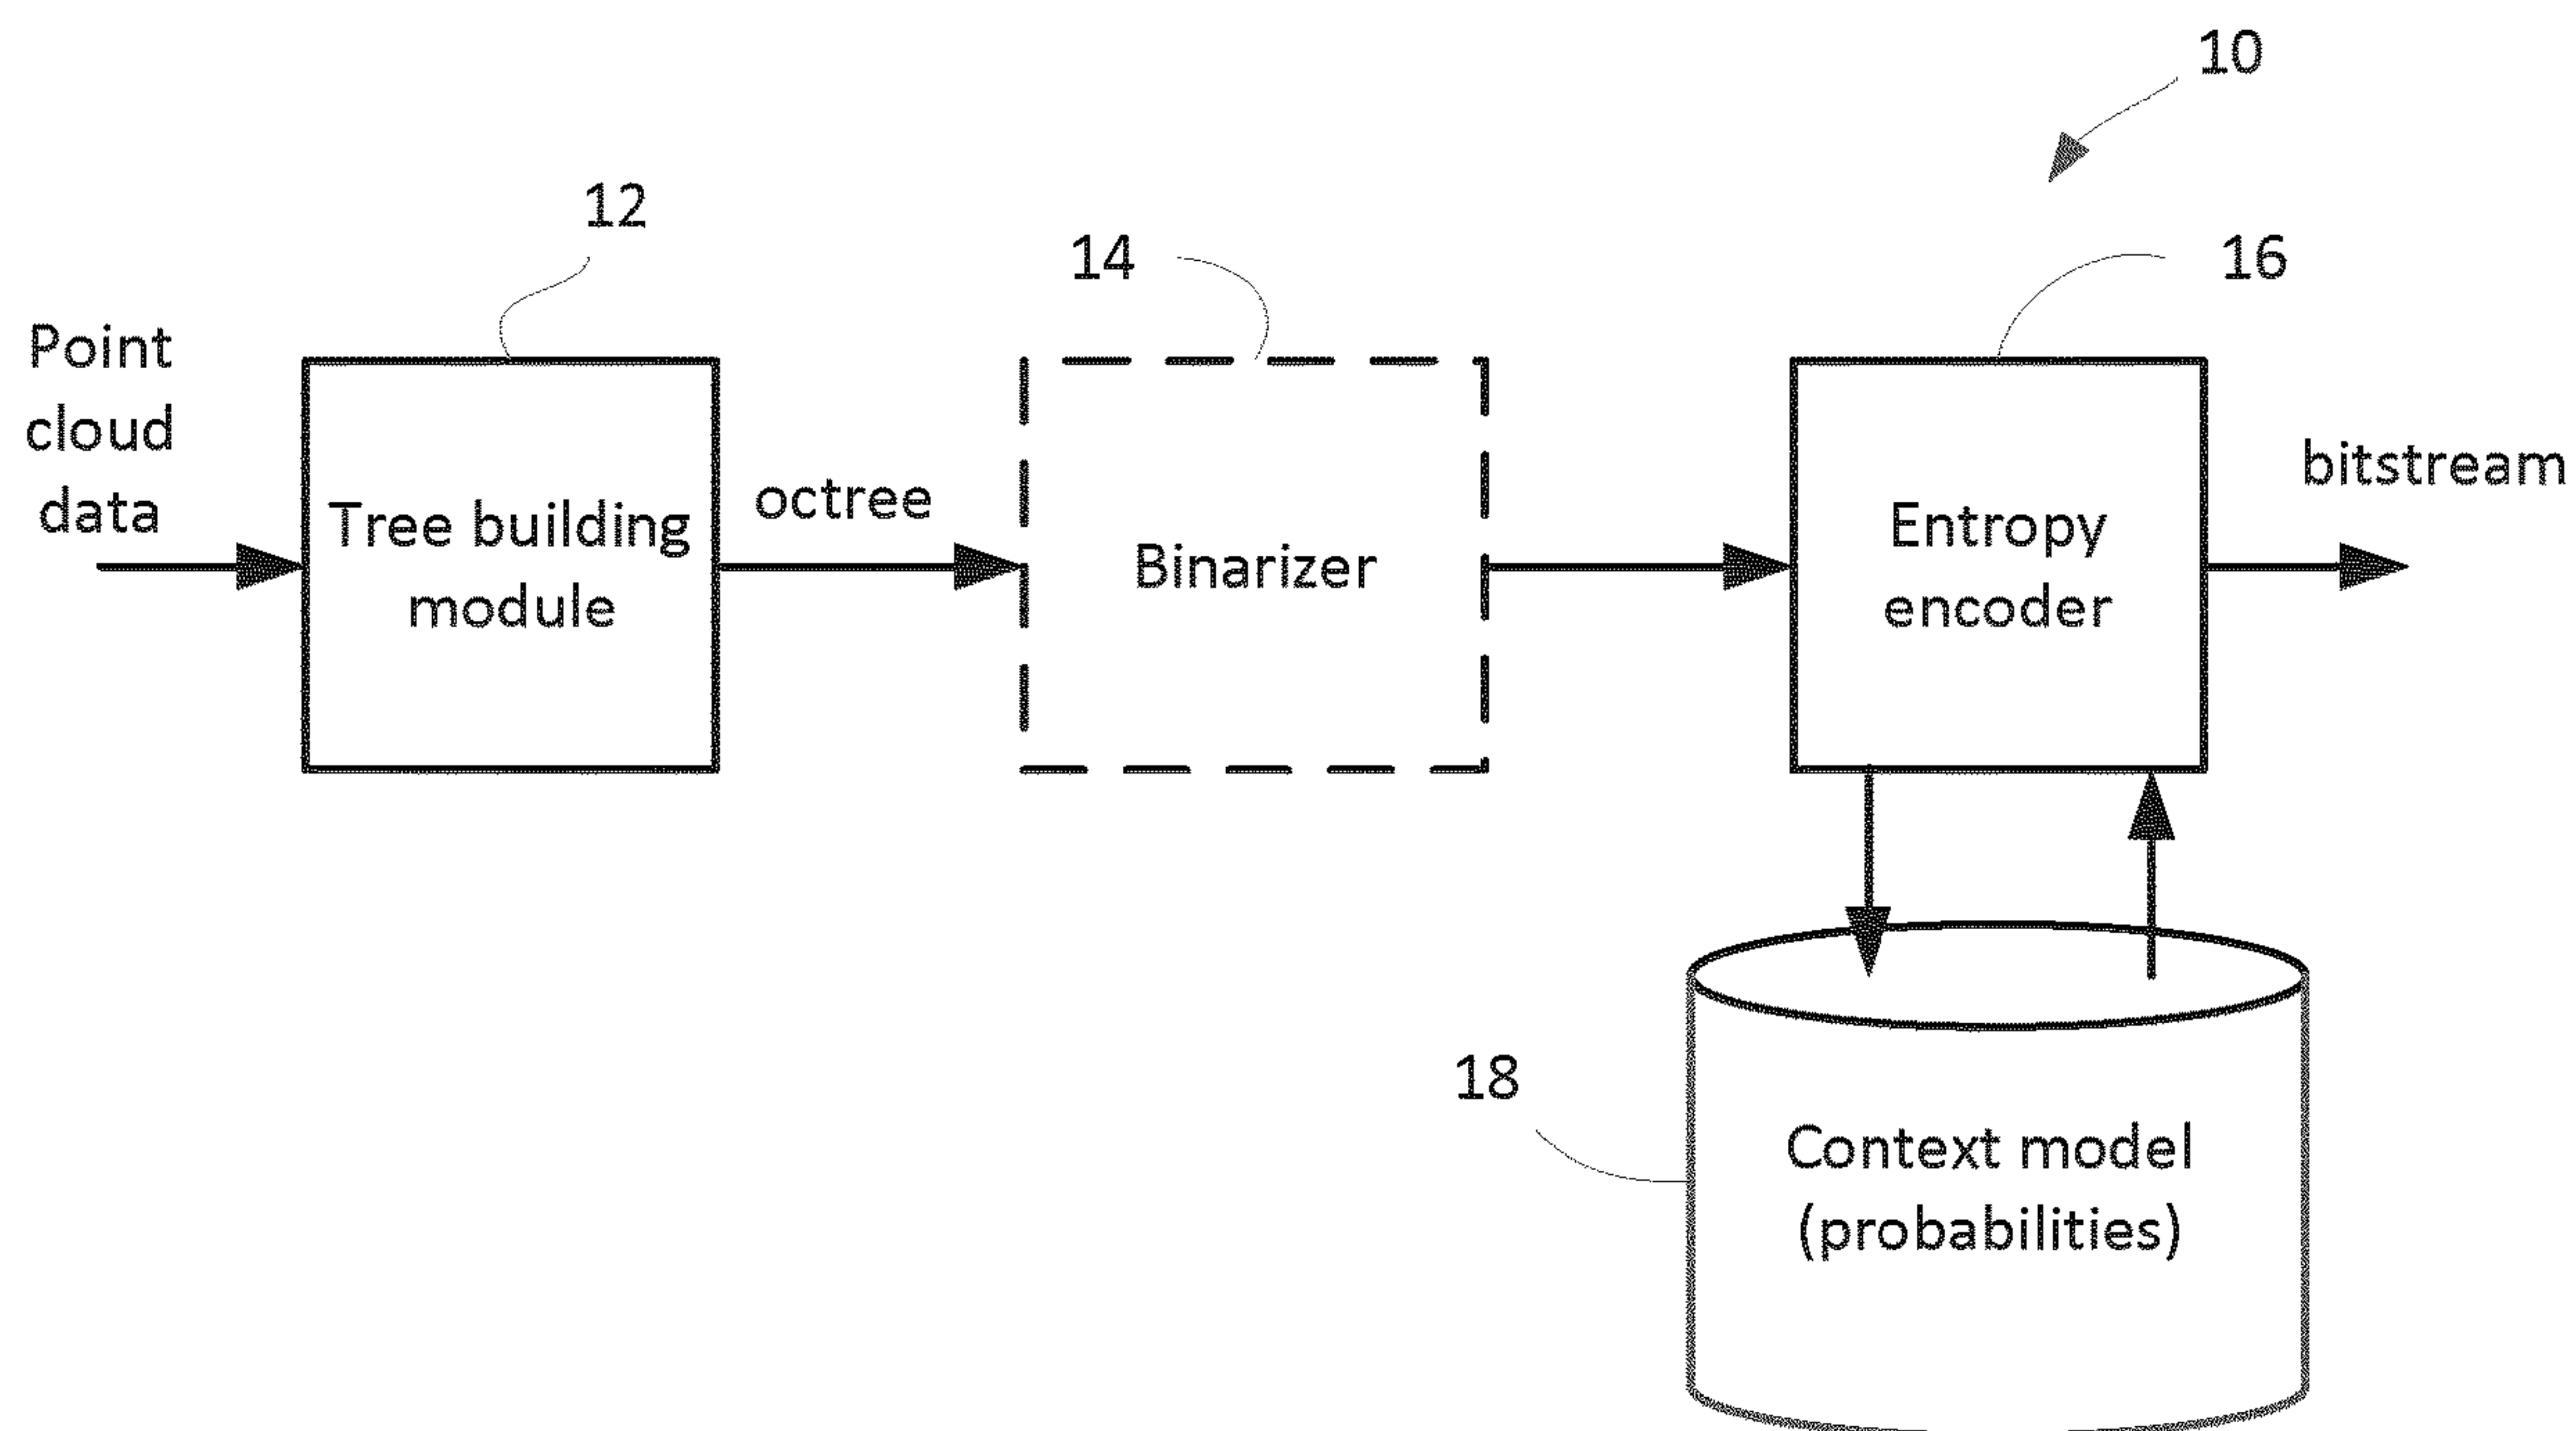 10
12
14
16
Point
cloud
data
Tree building
module
octree
Binarizer
Entropy
encoder
bitstream
18
Context model
(probabilities)